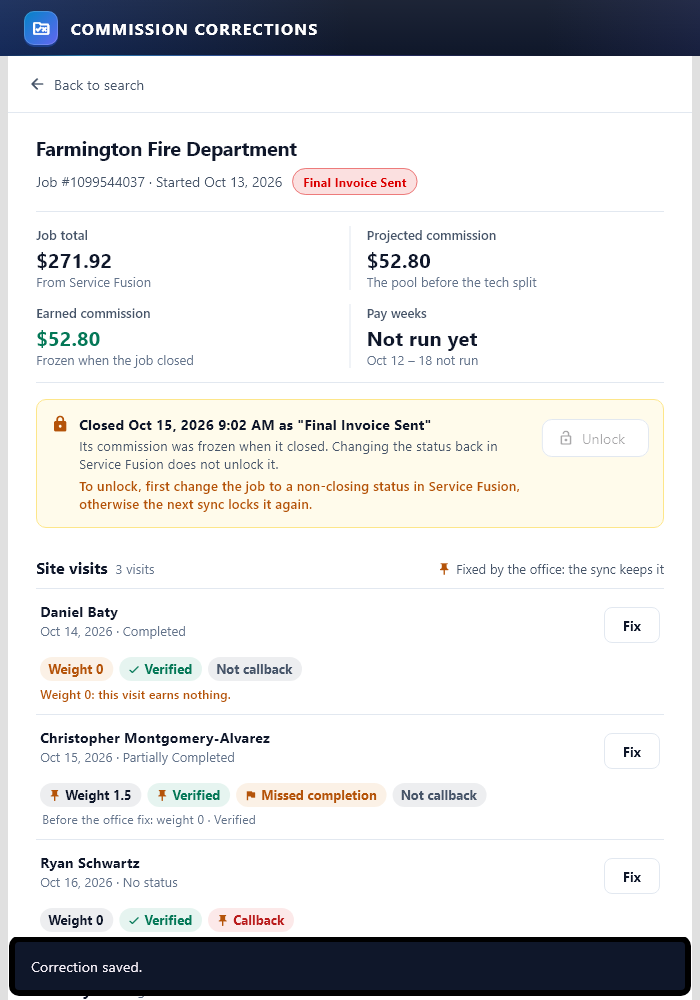 COMMISSION CORRECTIONS
Back to search
Farmington Fire Department
Job #1099544037 · Started Oct 13, 2026 Final Invoice Sent
Job total
$271.92
From Service Fusion
Projected commission
$52.80
The pool before the tech split
Earned commission
$52.80
Frozen when the job closed
Pay weeks
Not run yet
Oct 12 – 18 not run
Closed Oct 15, 2026 9:02 AM as "Final Invoice Sent"
Its commission was frozen when it closed. Changing the status back in
Service Fusion does not unlock it.
To unlock, first change the job to a non-closing status in Service Fusion,
otherwise the next sync locks it again.
Unlock
Site visits 3 visits
Fixed by the office: the sync keeps it
Daniel Baty
Oct 14, 2026 · Completed
Fix
Weight 0 Verified Not callback
Weight 0: this visit earns nothing.
Christopher Montgomery-Alvarez
Oct 15, 2026 · Partially Completed
Fix
Weight 1.5 Verified Missed completion Not callback
Before the office fix: weight 0 · Verified
Ryan Schwartz
Oct 16, 2026 · No status
Fix
Weight 0 Verified Callback
Correction saved.